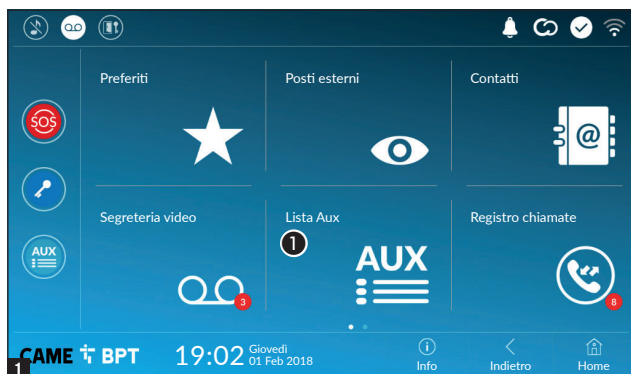 Preferiti
Posti esterni
Contatti
SOS
@
Segreteria video
Lista Aux
Registro chiamate
1
AUX
AUX
3
8
CAME BPT
19:02
Giovedì
01 Feb 2018
i
Info
Indietro
Home
1